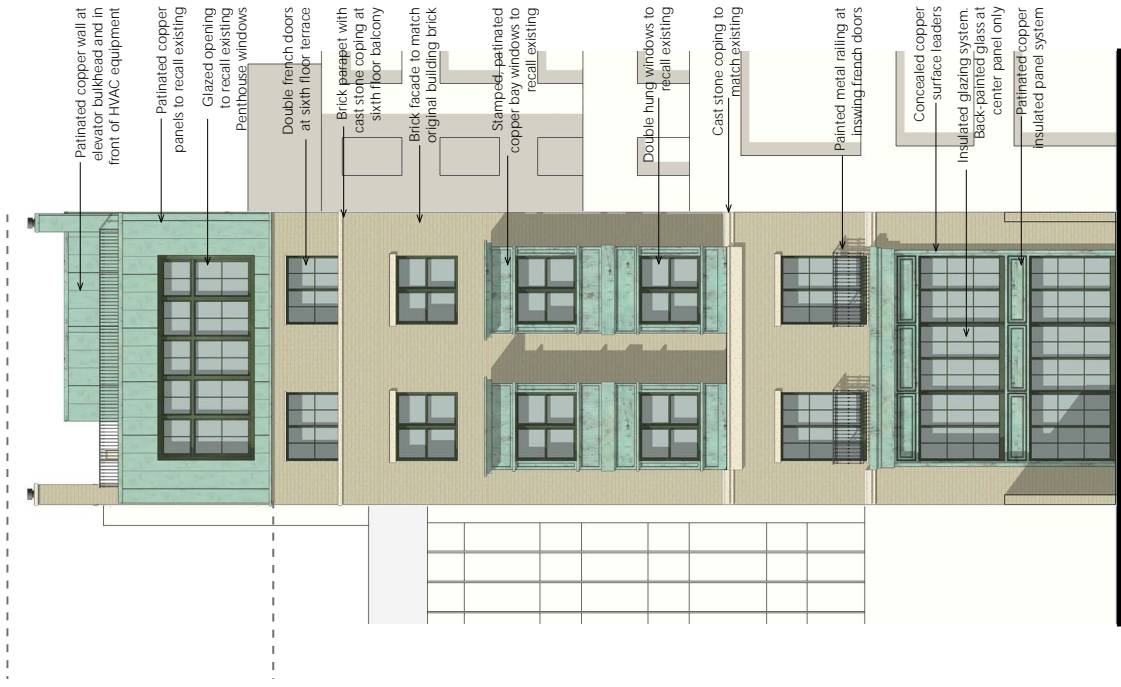 Patinated copper wall at
elevator bulkhead and in
front of HVAC equipment
Patinated copper
panels to recall existing
Glazed opening
to recall existing
Penthouse windows
Double french doors
at sixth floor terrace
Brick parapet with
cast stone coping at
sixth floor balcony
Brick facade to match
original building brick
Stamped, patinated
copper bay windows to
recall existing
Double hung windows to
recall existing
Cast stone coping to
match existing
Painted metal railing at
Inswing french doors
Concealed copper
surface leaders
Insulated glazing system.
Back-painted glass at
center panel only
Patinated copper
insulated panel system